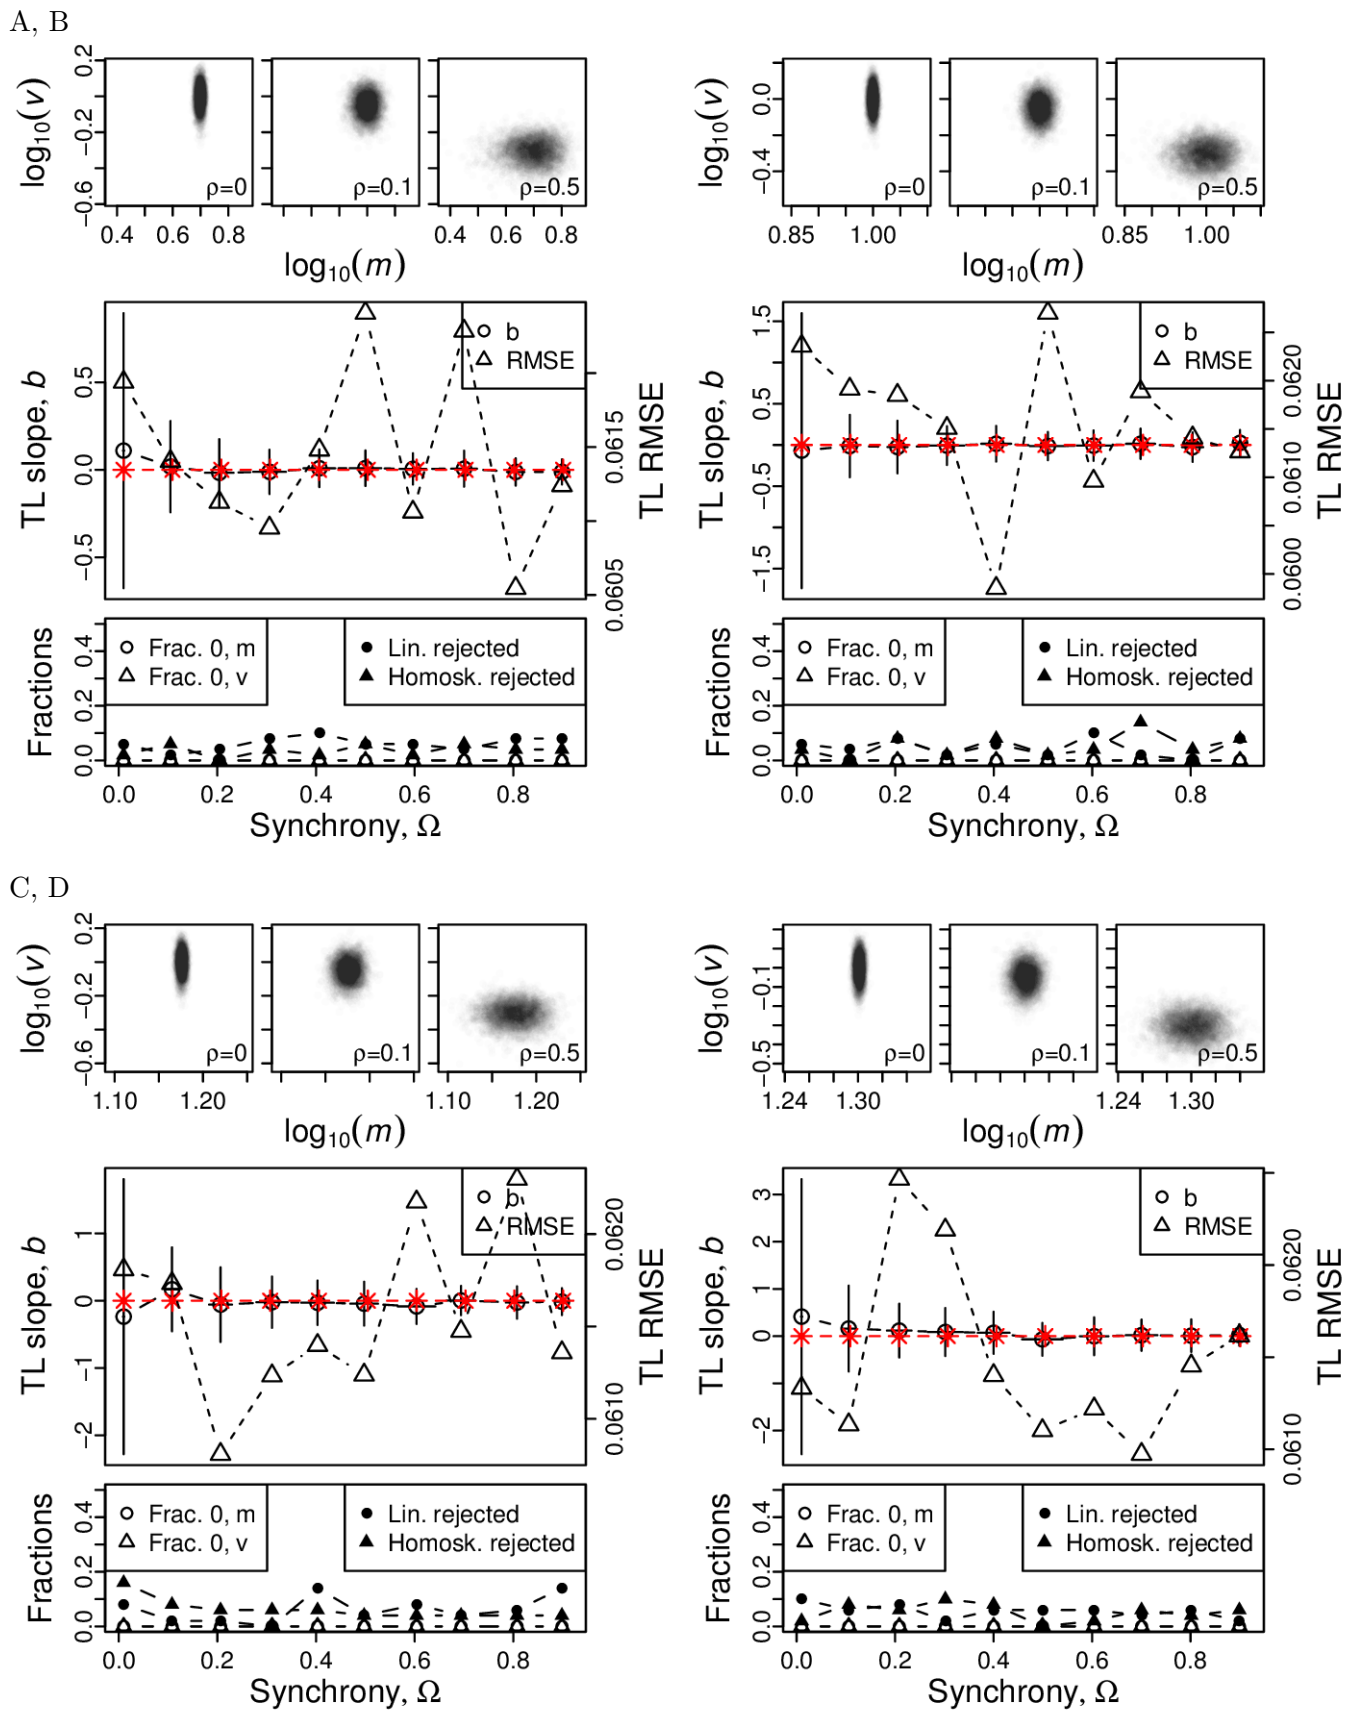 A, B
log10(v)
−0.6 −0.2 0.2
ρ=0 ρ=0.1 ρ=0.5
0.4 0.6 0.8 0.4 0.6 0.8
log10(m)
log10(v)
−0.4 0.0
ρ=0 ρ=0.1 ρ=0.5
0.85 1.00 0.85 1.00
log10(m)
TL slope, b
−0.5 0.0 0.5
b
RMSE
0.0605 0.0615
TL RMSE
TL slope, b
−1.5 −0.5 0.5 1.5
b
RMSE
0.0600 0.0610 0.0620
TL RMSE
Fractions
0.0 0.2 0.4
Frac. 0, m
Frac. 0, v
Lin. rejected
Homosk. rejected
0.0 0.2 0.4 0.6 0.8
Synchrony, Ω
Fractions
0.0 0.2 0.4
Frac. 0, m
Frac. 0, v
Lin. rejected
Homosk. rejected
0.0 0.2 0.4 0.6 0.8
Synchrony, Ω
C, D
log10(v)
−0.6 −0.2 0.2
ρ=0 ρ=0.1 ρ=0.5
1.10 1.20 1.10 1.20
log10(m)
log10(v)
−0.5 −0.1
ρ=0 ρ=0.1 ρ=0.5
1.24 1.30 1.24 1.30
log10(m)
TL slope, b
−2 −1 0 1
b
RMSE
0.0610 0.0620
TL RMSE
TL slope, b
−2 0 1 2 3
b
RMSE
0.0610 0.0620
TL RMSE
Fractions
0.0 0.2 0.4
Frac. 0, m
Frac. 0, v
Lin. rejected
Homosk. rejected
0.0 0.2 0.4 0.6 0.8
Synchrony, Ω
Fractions
0.0 0.2 0.4
Frac. 0, m
Frac. 0, v
Lin. rejected
Homosk. rejected
0.0 0.2 0.4 0.6 0.8
Synchrony, Ω